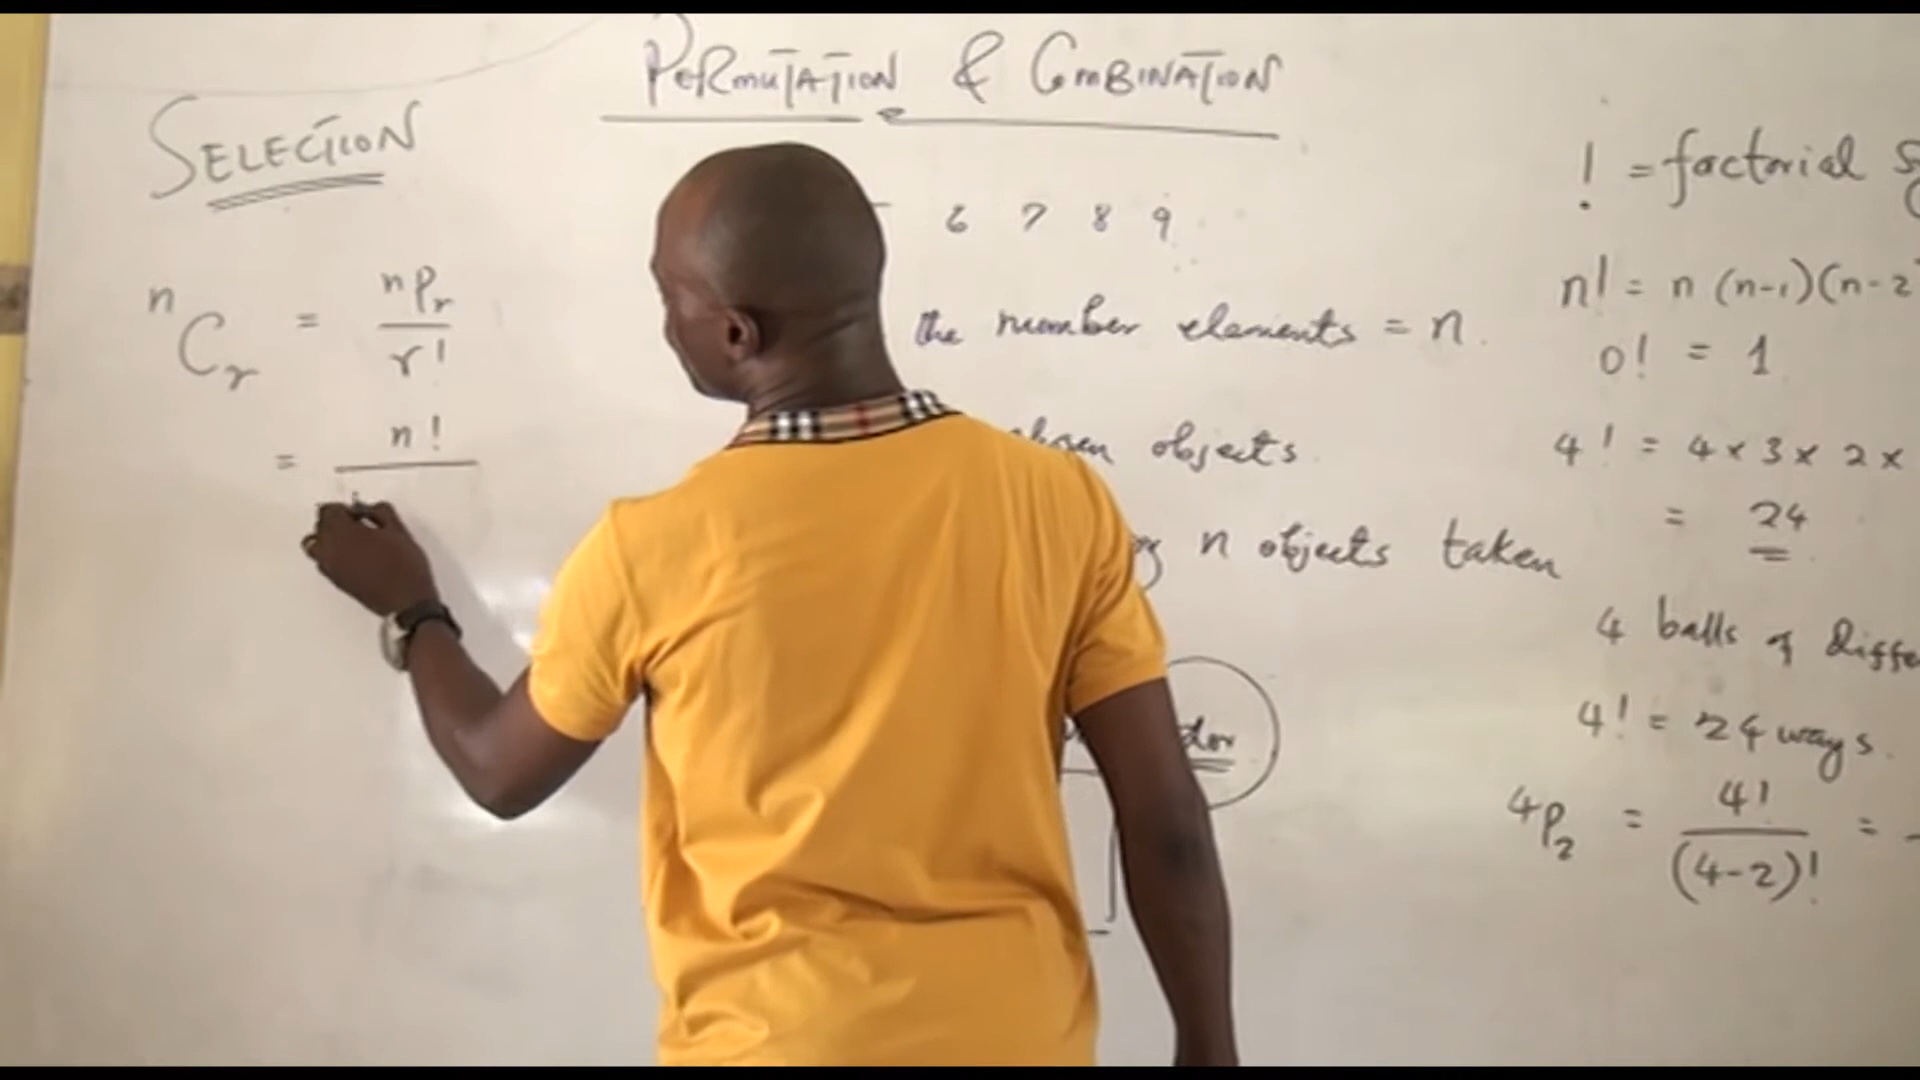 PERMUTATION & COMBINATION
SELECTION
nCr = nPr / r!
= n!
6 7 8 9
the number elements = n.
objects.
n objects taken
! = factorial
n! = n (n-1)(n-2
0! = 1
4! = 4 x 3 x 2 x
= 24
4 balls of
4! = 24 ways.
4P2 = 4! / (4-2)! =